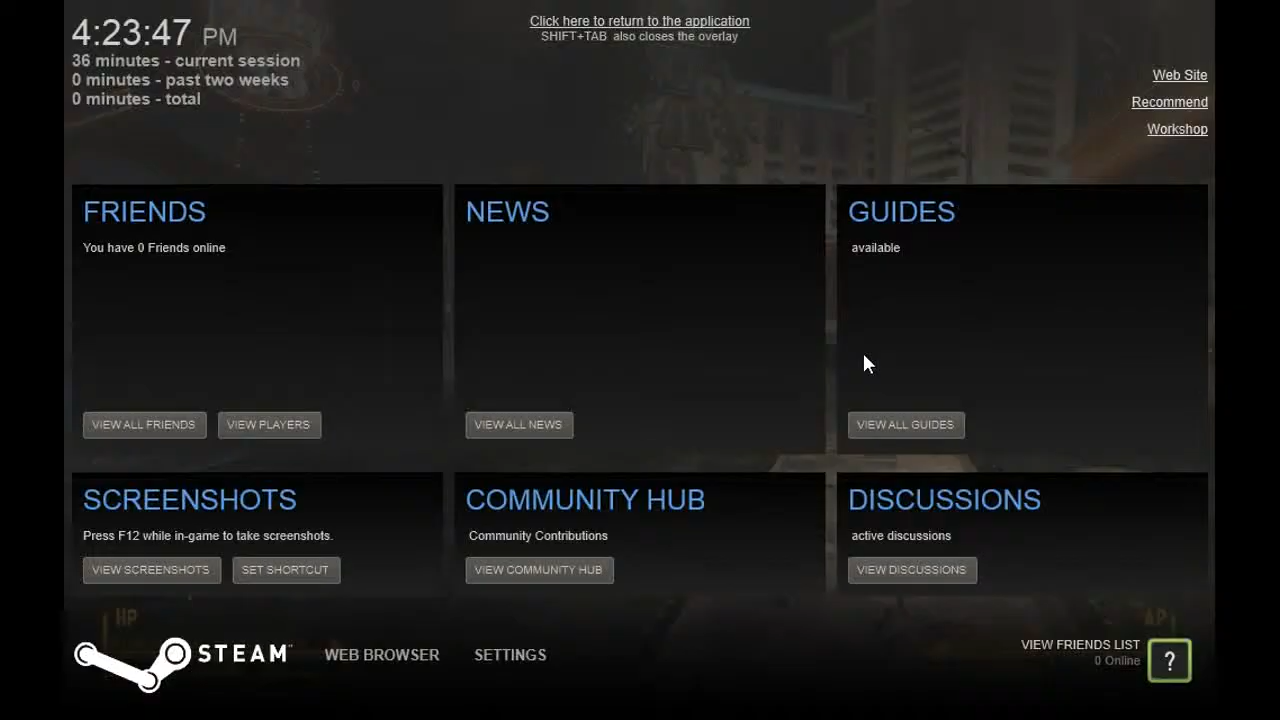 4:23:47 PM
36 minutes - current session
0 minutes - past two weeks
0 minutes - total
Click here to return to the application
SHIFT+TAB also closes the overlay
Web Site
Recommend
Workshop
FRIENDS
You have 0 Friends online
VIEW ALL FRIENDS
VIEW PLAYERS
NEWS
VIEW ALL NEWS
GUIDES
available
VIEW ALL GUIDES
SCREENSHOTS
Press F12 while in-game to take screenshots.
VIEW SCREENSHOTS
SET SHORTCUT
COMMUNITY HUB
Community Contributions
VIEW COMMUNITY HUB
DISCUSSIONS
active discussions
VIEW DISCUSSIONS
HP
AP
STEAM™
WEB BROWSER
SETTINGS
VIEW FRIENDS LIST
0 Online
?